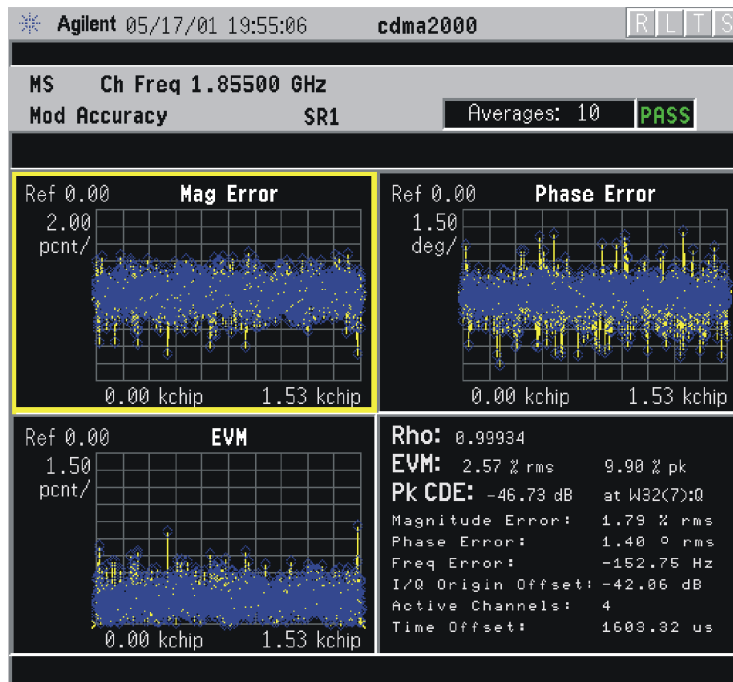 Agilent 05/17/01 19:55:06 cdma2000 R L T S
MS Ch Freq 1.85500 GHz
Mod Accuracy SR1 Averages: 10 PASS
Ref 0.00 Mag Error
2.00
pcnt/
0.00 kchip 1.53 kchip
Ref 0.00 Phase Error
1.50
deg/
0.00 kchip 1.53 kchip
Ref 0.00 EVM
1.50
pcnt/
0.00 kchip 1.53 kchip
Rho: 0.99934
EVM: 2.57 % rms 9.90 % pk
Pk CDE: -46.73 dB at W32(7):Q
Magnitude Error: 1.79 % rms
Phase Error: 1.40 º rms
Freq Error: -152.75 Hz
I/Q Origin Offset: -42.06 dB
Active Channels: 4
Time Offset: 1603.32 us